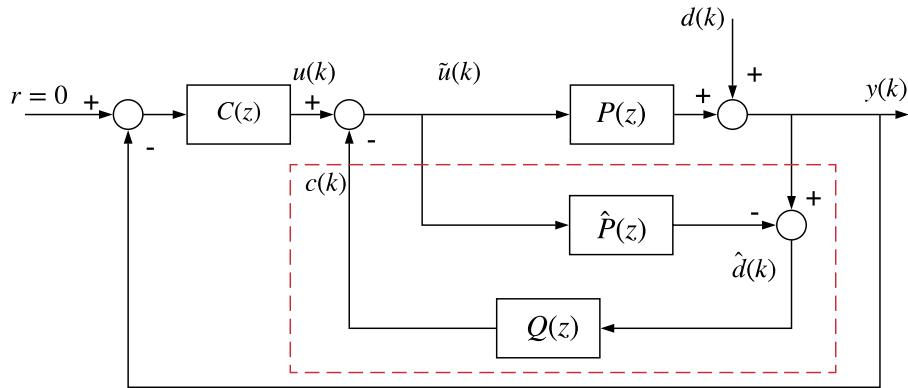 d(k)
r = 0
+
-
C(z)
u(k)
+
-
ũ(k)
P(z)
+
+
y(k)
c(k)
P̂(z)
-
+
d̂(k)
Q(z)